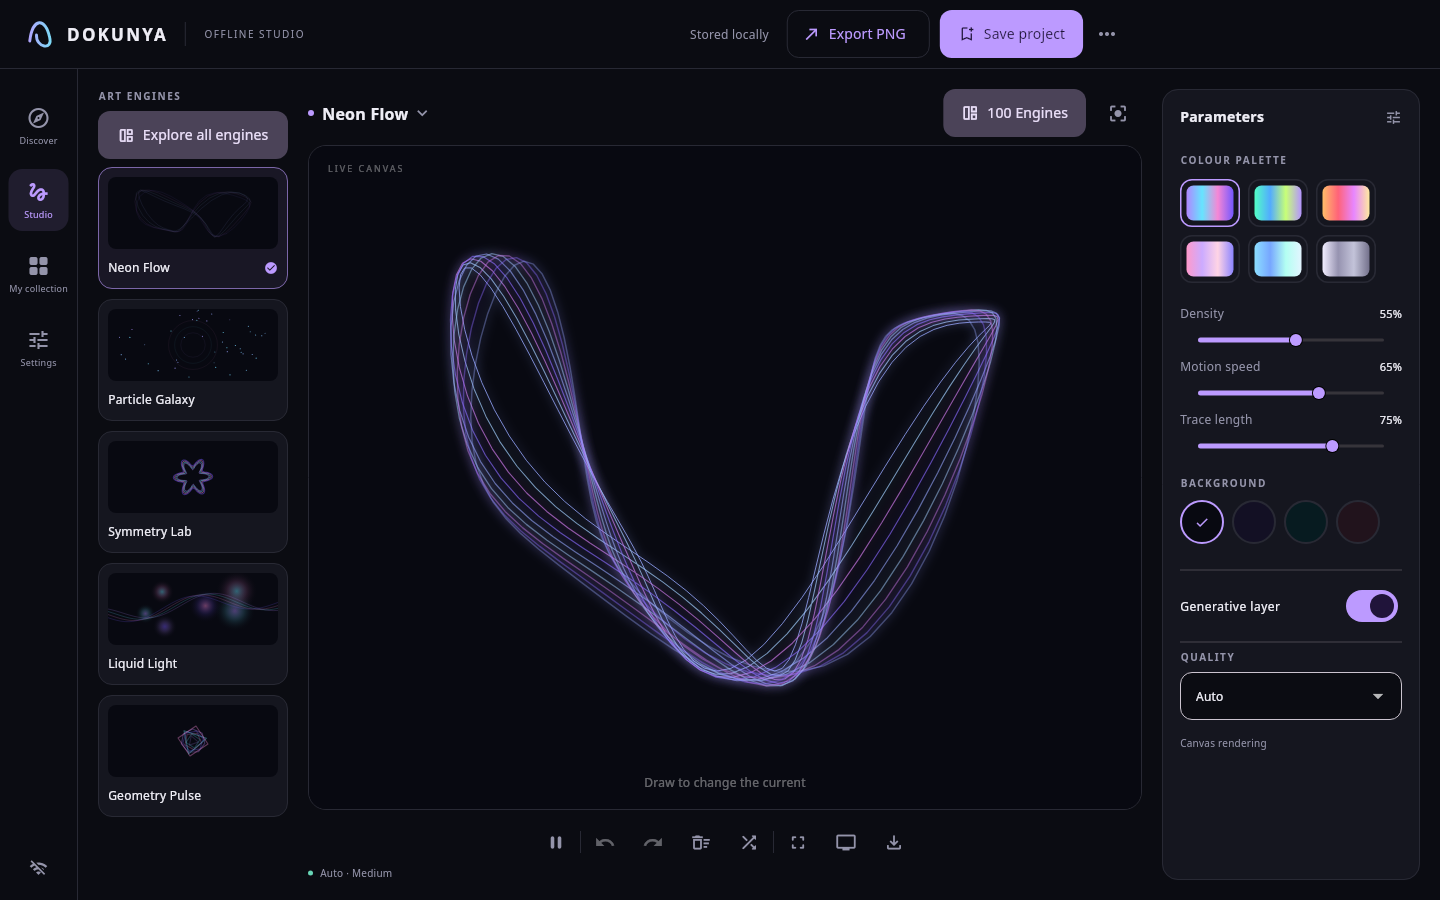 DOKUNYA
OFFLINE STUDIO
Stored locally
Export PNG
Save project
Discover
Studio
My collection
Settings
ART ENGINES
Explore all engines
Neon Flow
Particle Galaxy
Symmetry Lab
Liquid Light
Geometry Pulse
Neon Flow
100 Engines
LIVE CANVAS
Draw to change the current
Auto · Medium
Parameters
COLOUR PALETTE
Density 55%
Motion speed 65%
Trace length 75%
BACKGROUND
Generative layer
QUALITY
Auto
Canvas rendering